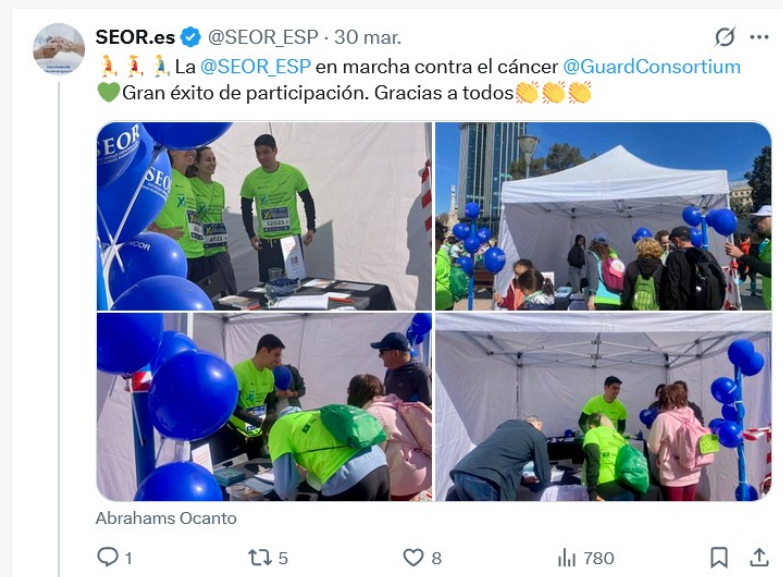 SEOR.es @SEOR_ESP · 30 mar.
🏃🏃🏃La @SEOR_ESP en marcha contra el cáncer @GuardConsortium
💚Gran éxito de participación. Gracias a todos👏👏👏
SEOR
SEO
Abrahams Ocanto
1 5 8 780